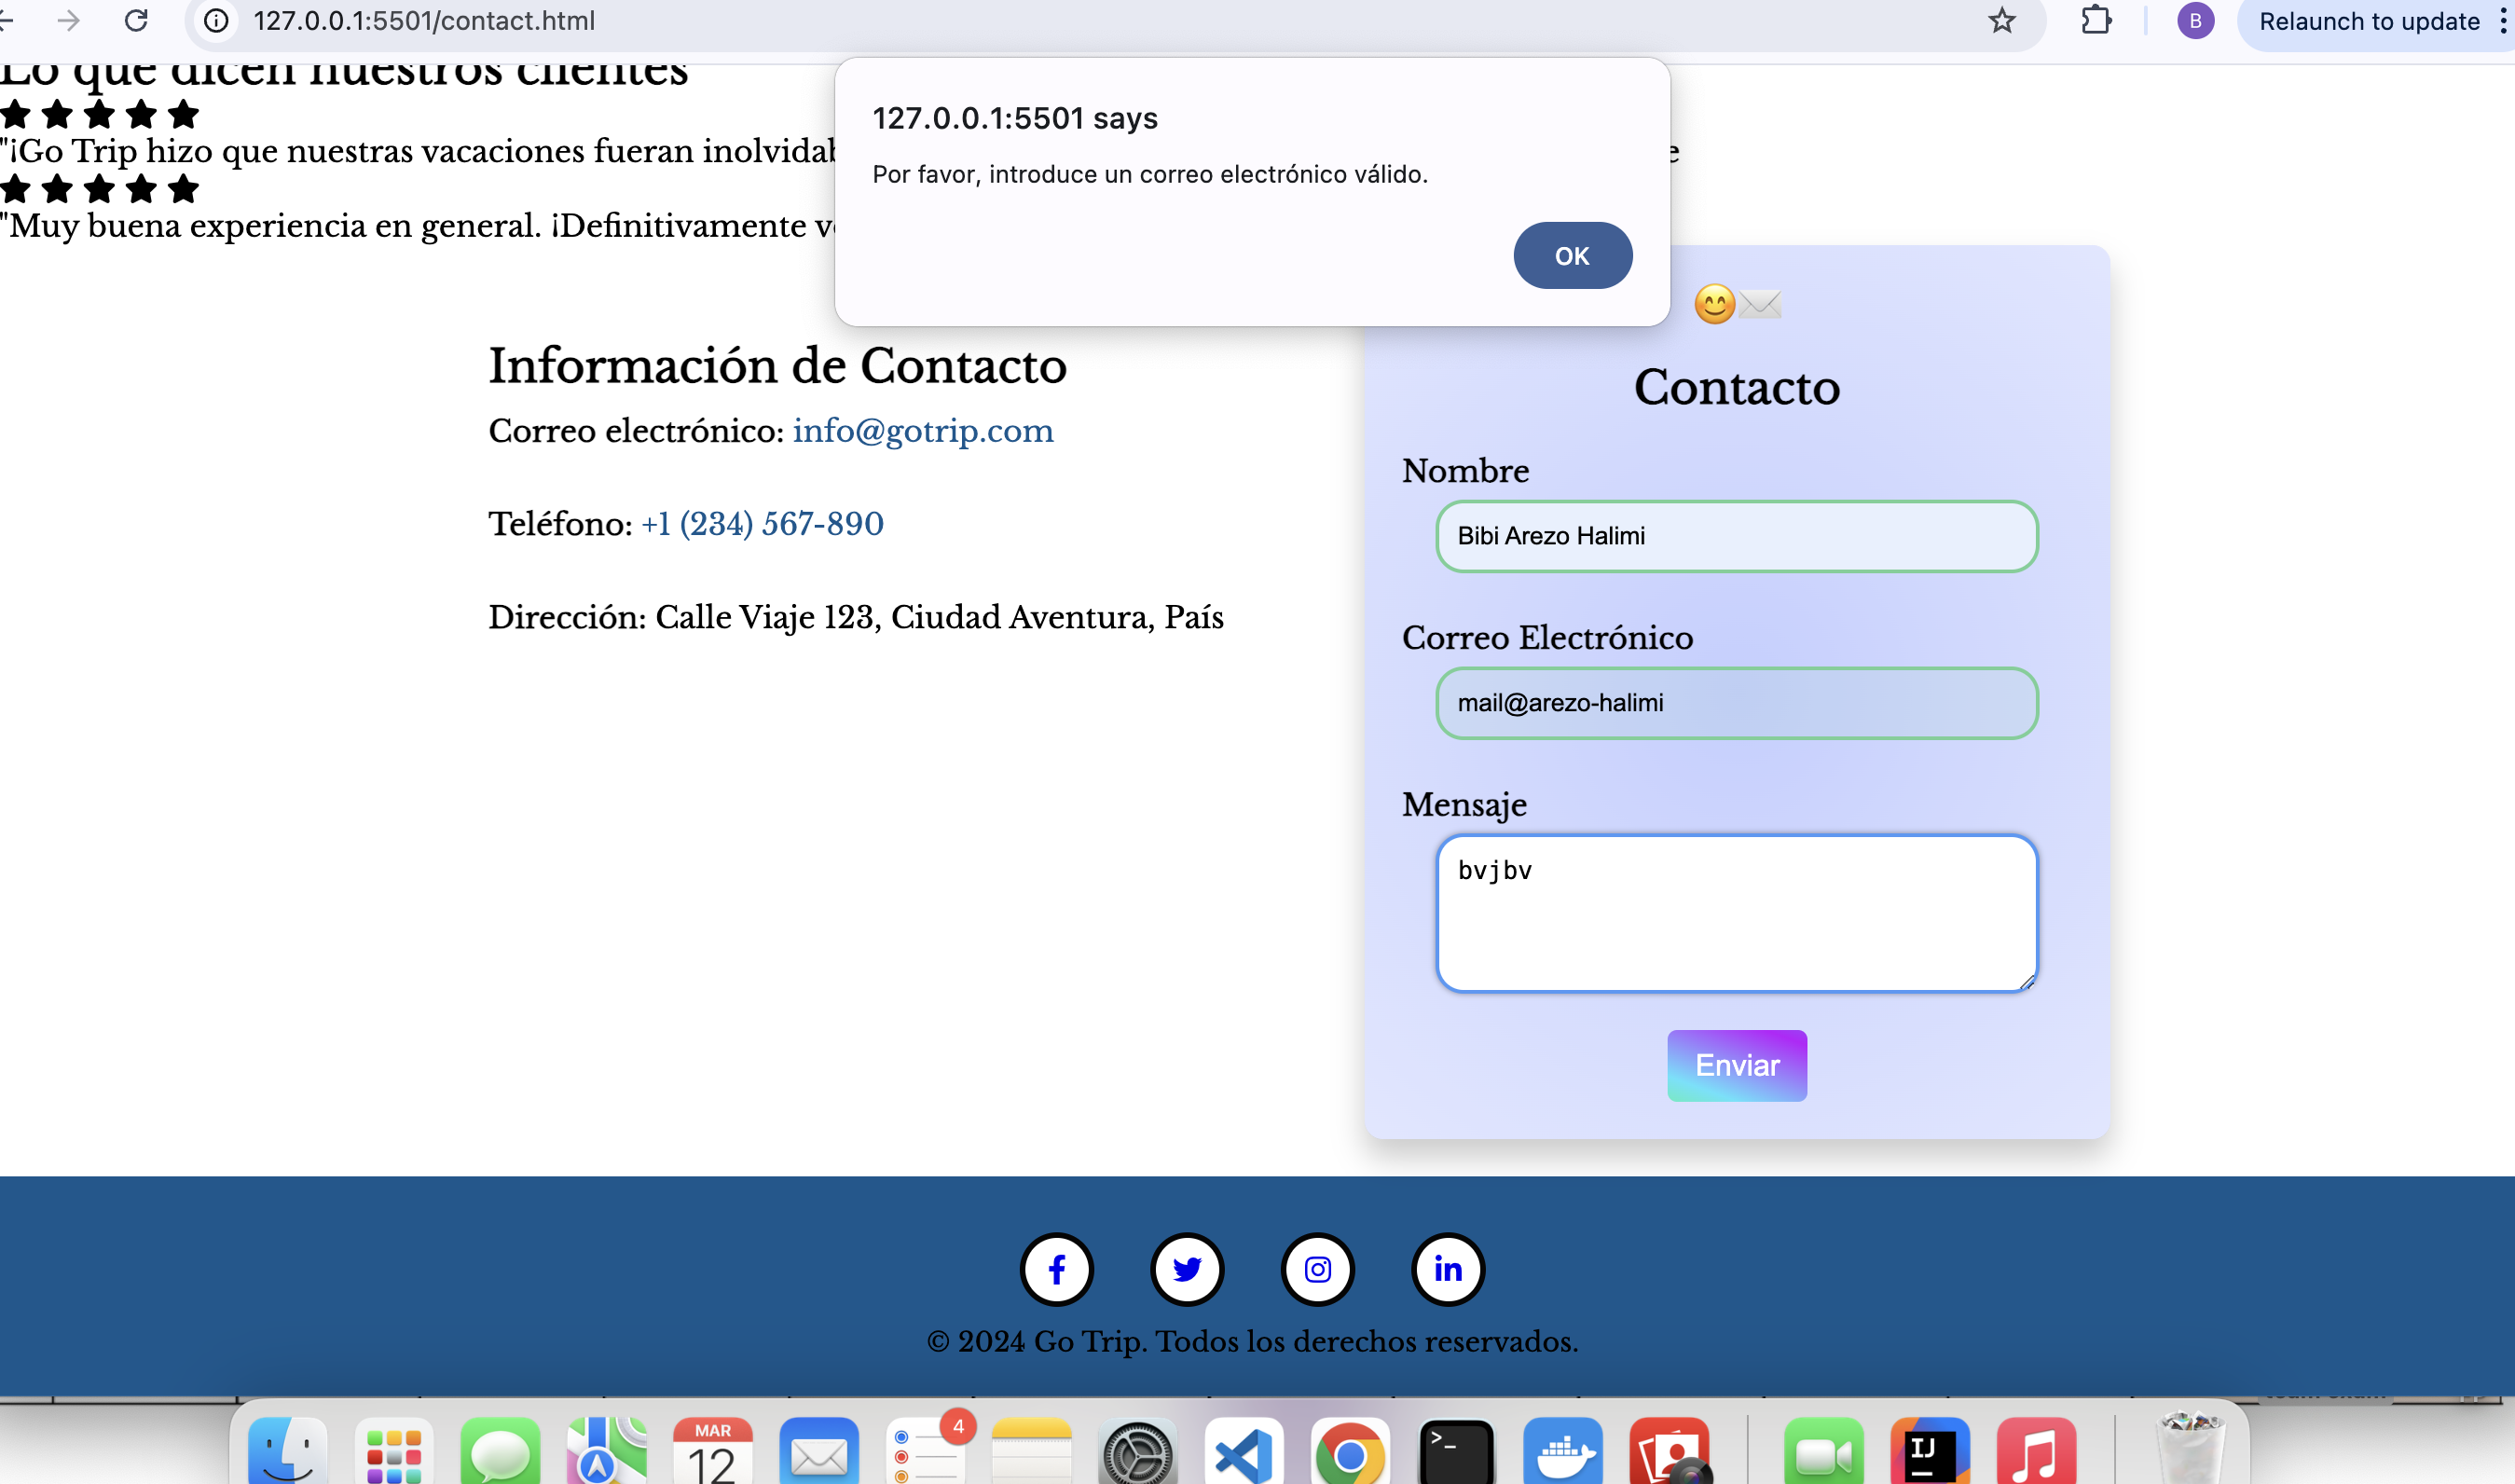 127.0.0.1:5501/contact.html
B
Relaunch to update
Lo que dicen nuestros clientes
"¡Go Trip hizo que nuestras vacaciones fueran
"Muy buena experiencia en general. ¡Definitivamente
127.0.0.1:5501 says
Por favor, introduce un correo electrónico válido.
OK
Información de Contacto
Correo electrónico: info@gotrip.com
Teléfono: +1 (234) 567-890
Dirección: Calle Viaje 123, Ciudad Aventura, País
Contacto
Nombre
Bibi Arezo Halimi
Correo Electrónico
mail@arezo-halimi
Mensaje
bvjbv
Enviar
© 2024 Go Trip. Todos los derechos reservados.
4
MAR
12
>_
IJ